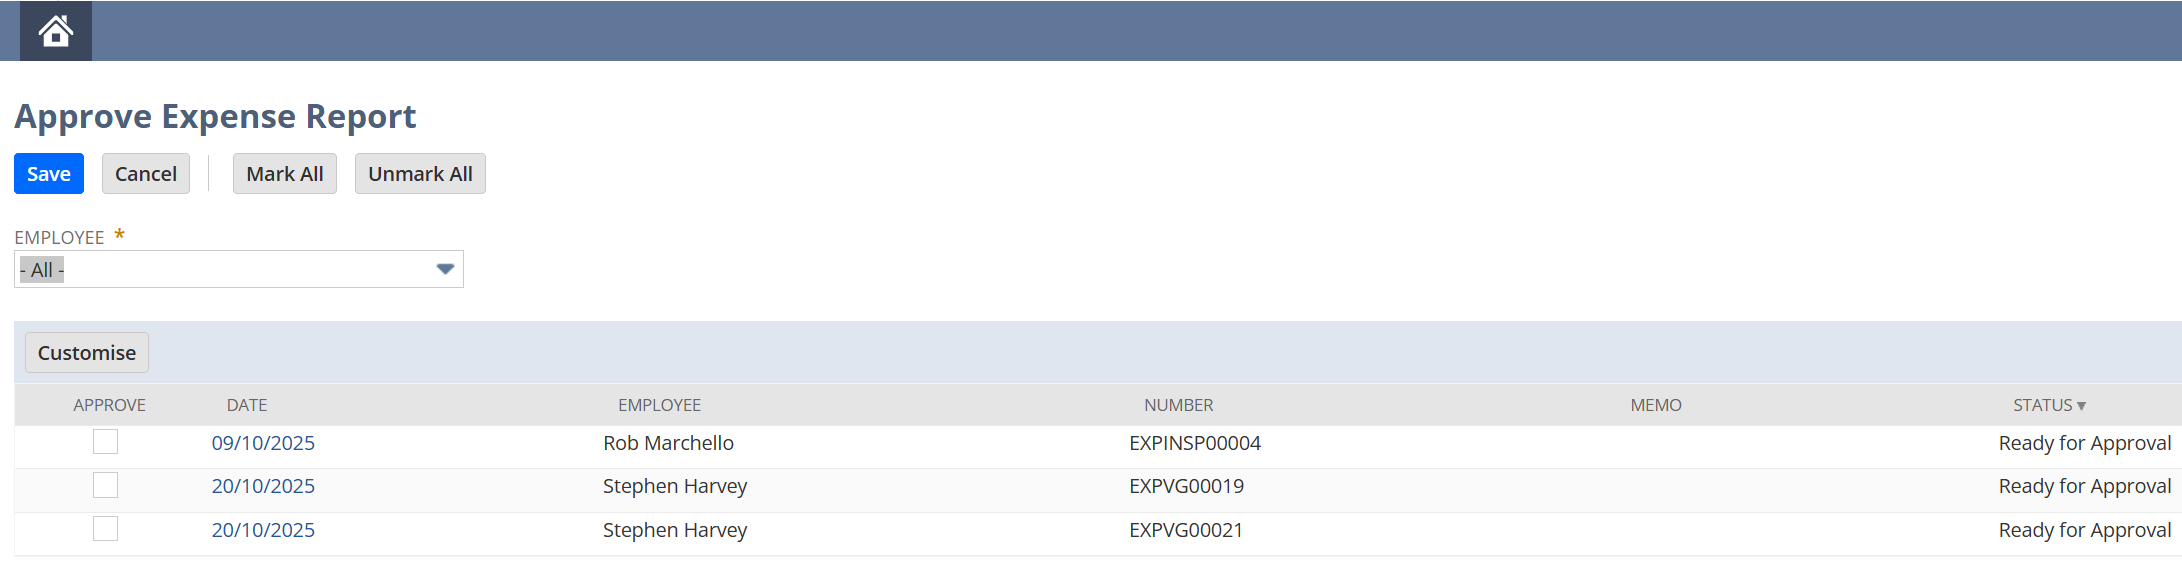 Approve Expense Report
Save Cancel Mark All Unmark All
EMPLOYEE *
- All -
Customise
APPROVE DATE EMPLOYEE NUMBER MEMO STATUS ▼
09/10/2025 Rob Marchello EXPINSP00004 Ready for Approval
20/10/2025 Stephen Harvey EXPVG00019 Ready for Approval
20/10/2025 Stephen Harvey EXPVG00021 Ready for Approval